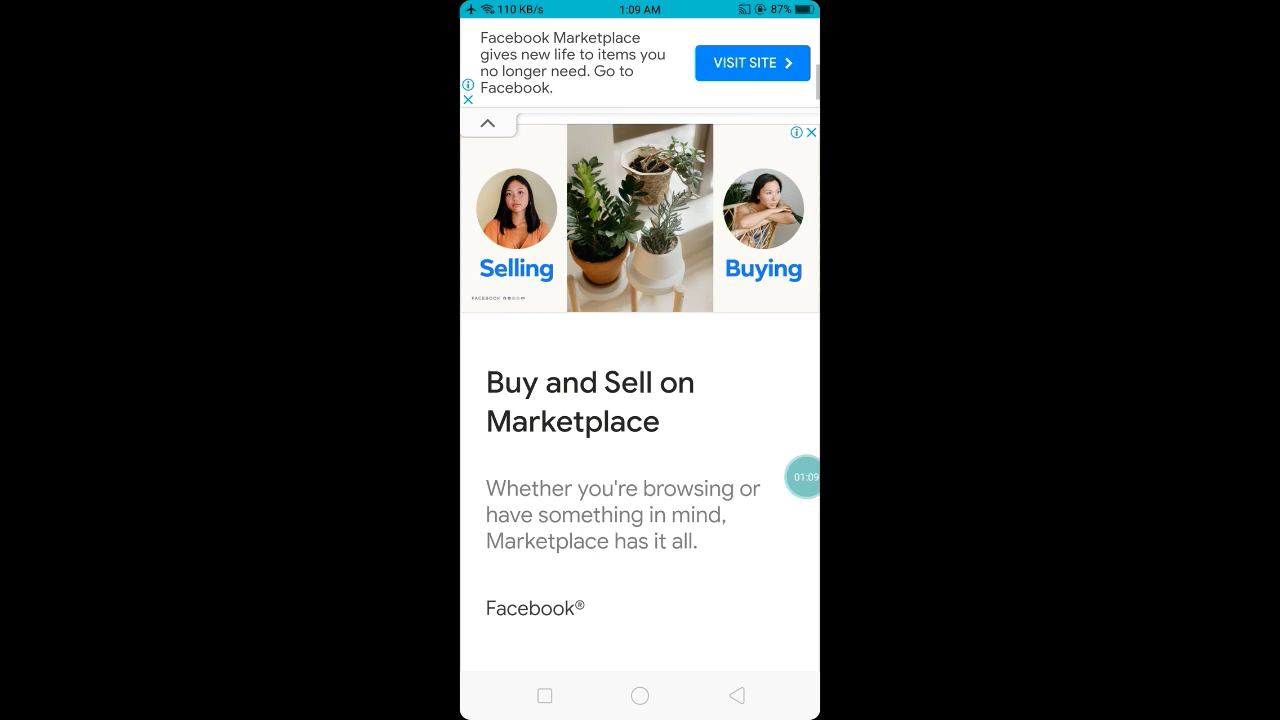 110 KB/s 1:09 AM 87%
Facebook Marketplace
gives new life to items you
no longer need. Go to
Facebook.
VISIT SITE
Selling
Buying
FACEBOOK
Buy and Sell on
Marketplace
Whether you're browsing or
have something in mind,
Marketplace has it all.
01:09
Facebook®